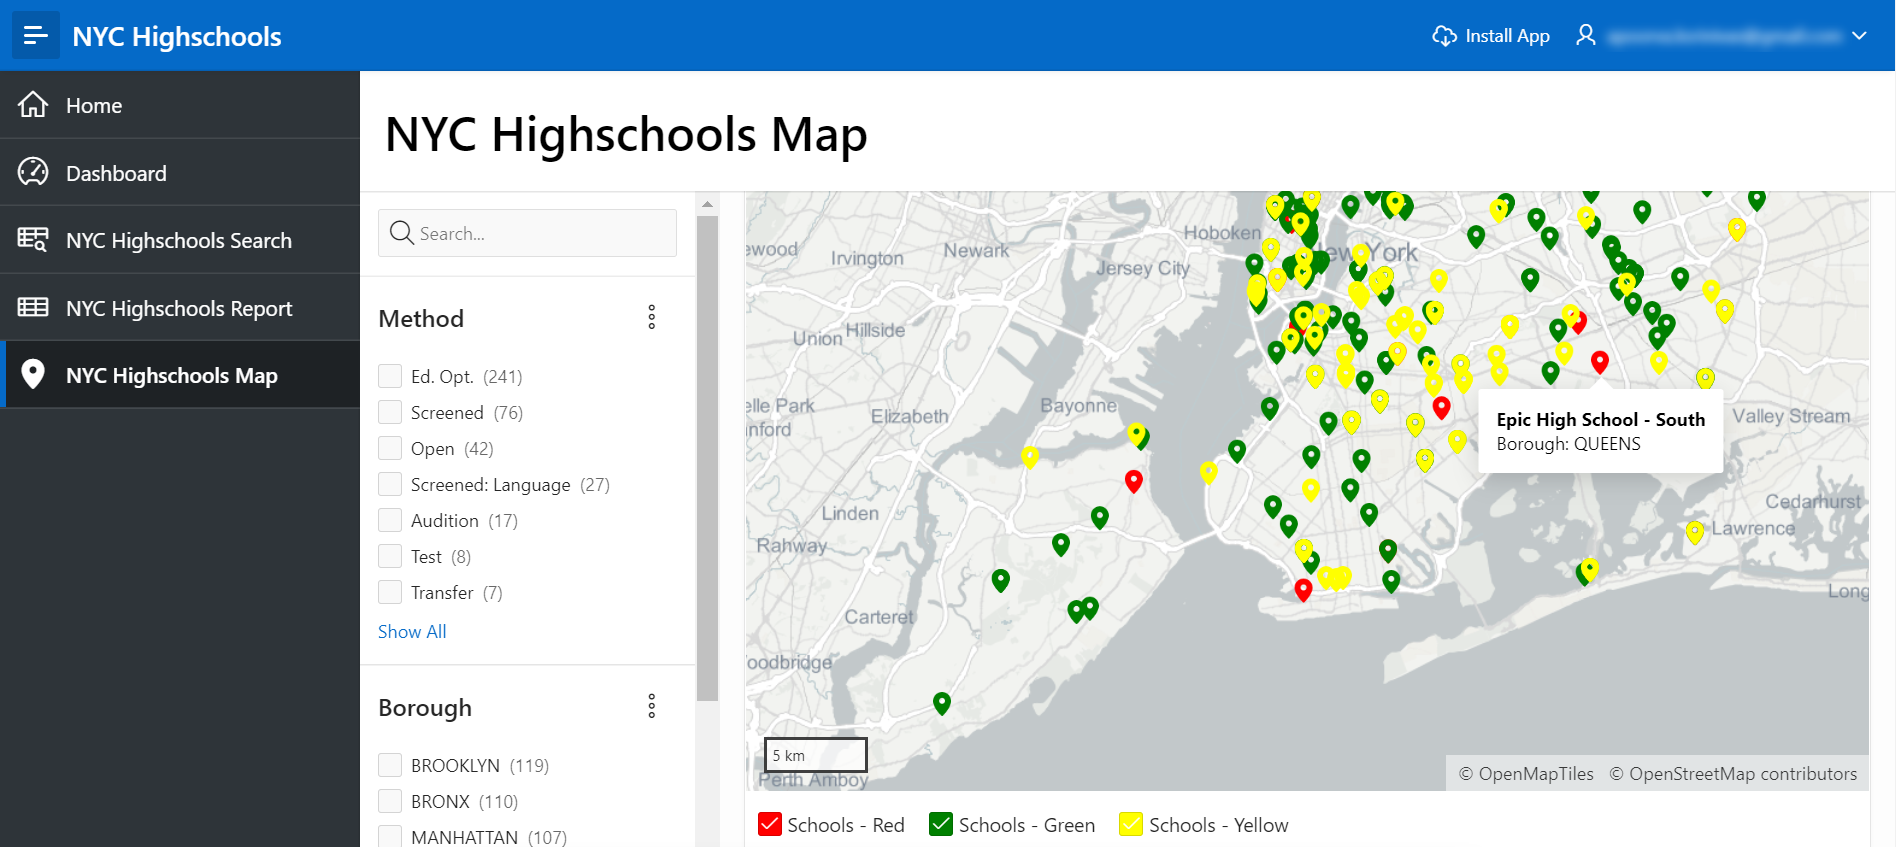 NYC Highschools
Install App
Home
Dashboard
NYC Highschools Search
NYC Highschools Report
NYC Highschools Map
NYC Highschools Map
Search...
Method
Ed. Opt. (241)
Screened (76)
Open (42)
Screened: Language (27)
Audition (17)
Test (8)
Transfer (7)
Show All
Borough
BROOKLYN (119)
BRONX (110)
MANHATTAN (107)
Hoboken
ewood
Newark
Irvington
Jersey City
New York
Union
Hillside
elle Park
Bayonne
Elizabeth
Valley Stream
nford
Epic High School - South
Borough: QUEENS
Linden
Cedarhurst
Lawrence
Rahway
Carteret
Long
oodbridge
5 km
Perth Amboy
© OpenMapTiles © OpenStreetMap contributors
Schools - Red
Schools - Green
Schools - Yellow